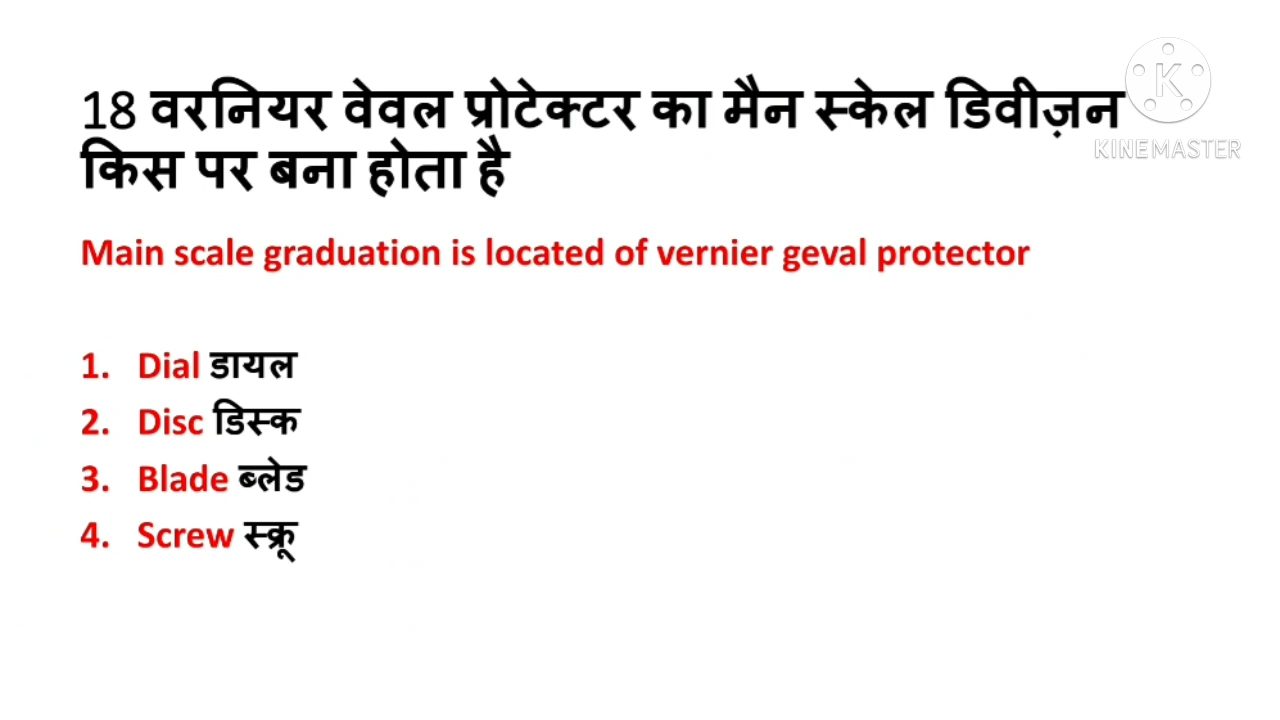 18 वरनियर वेवल प्रोटेक्टर का मैन स्केल डिवीज़न
किस पर बना होता है
K
KINEMASTER
Main scale graduation is located of vernier geval protector
1. Dial डायल
2. Disc डिस्क
3. Blade ब्लेड
4. Screw स्क्रू